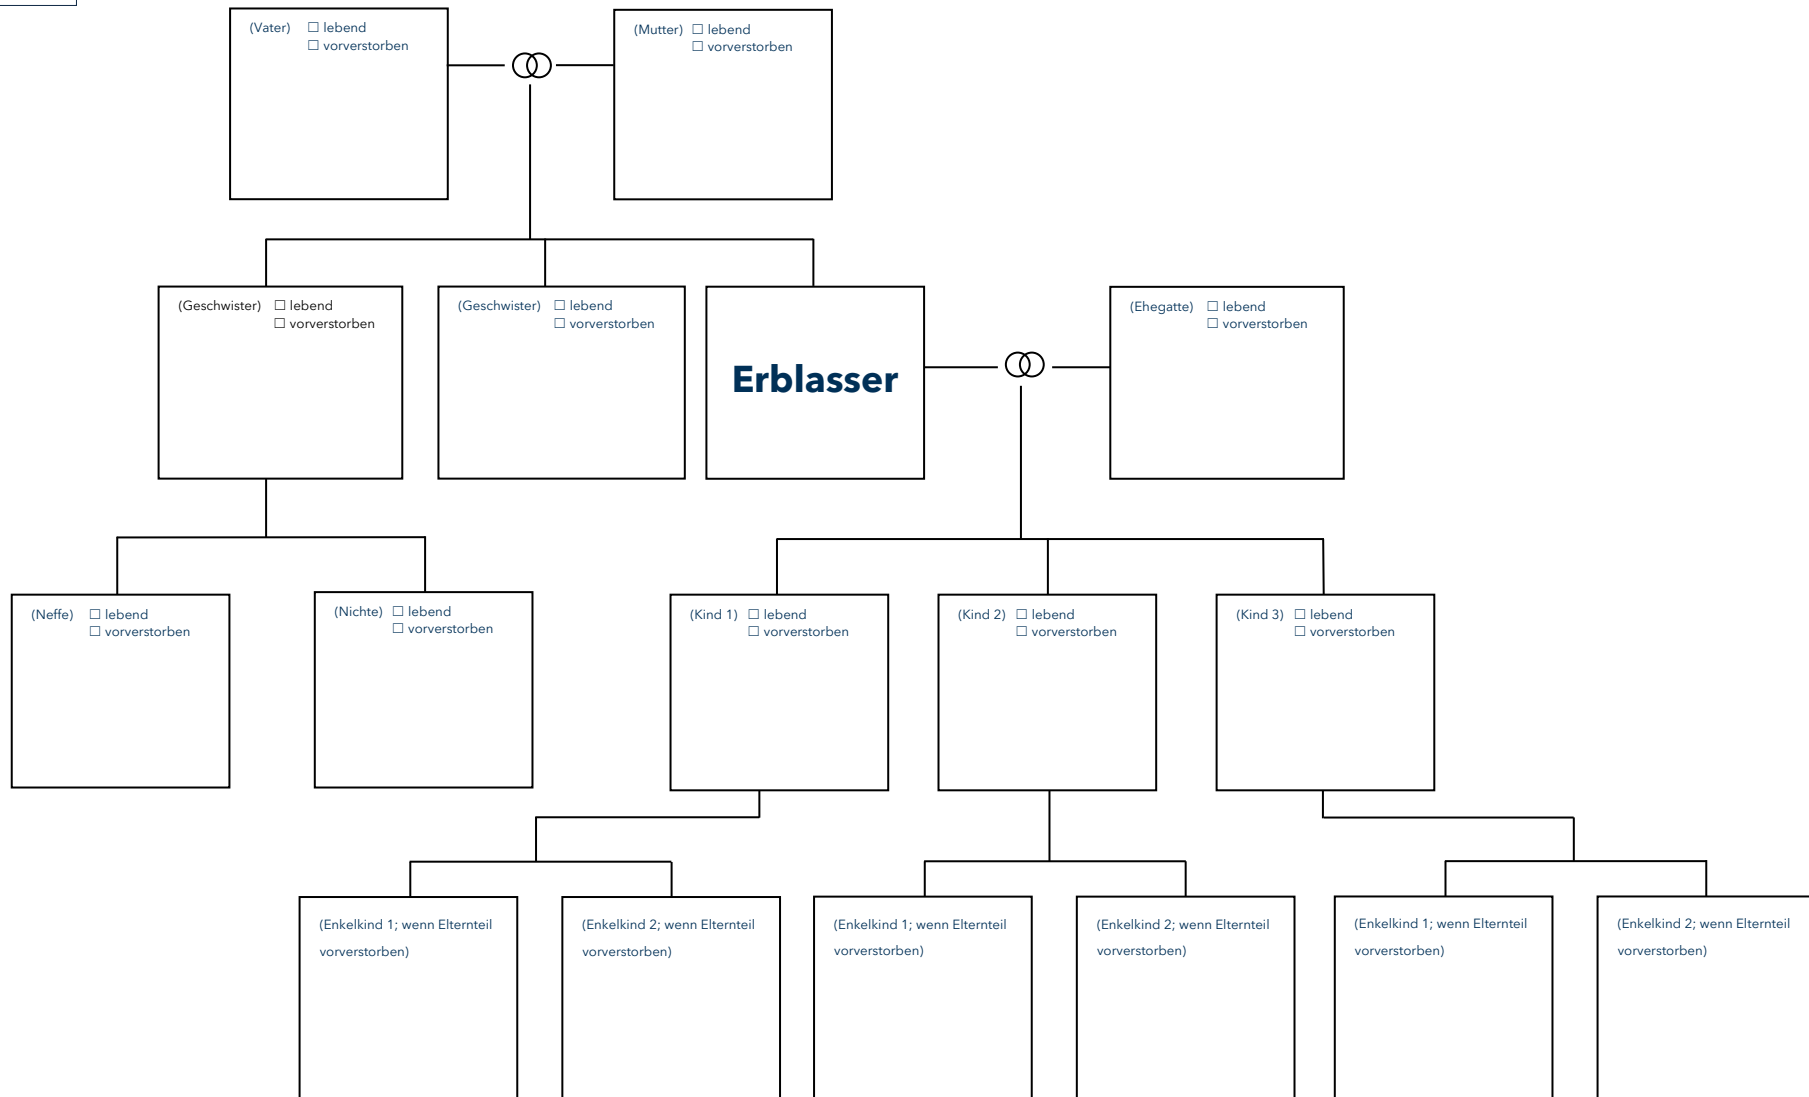 (Vater) ☐ lebend
☐ vorverstorben
(Mutter) ☐ lebend
☐ vorverstorben
(Geschwister) ☐ lebend
☐ vorverstorben
(Geschwister) ☐ lebend
☐ vorverstorben
Erblasser
(Ehegatte) ☐ lebend
☐ vorverstorben
(Neffe) ☐ lebend
☐ vorverstorben
(Nichte) ☐ lebend
☐ vorverstorben
(Kind 1) ☐ lebend
☐ vorverstorben
(Kind 2) ☐ lebend
☐ vorverstorben
(Kind 3) ☐ lebend
☐ vorverstorben
(Enkelkind 1; wenn Elternteil
vorverstorben)
(Enkelkind 2; wenn Elternteil
vorverstorben)
(Enkelkind 1; wenn Elternteil
vorverstorben)
(Enkelkind 2; wenn Elternteil
vorverstorben)
(Enkelkind 1; wenn Elternteil
vorverstorben)
(Enkelkind 2; wenn Elternteil
vorverstorben)